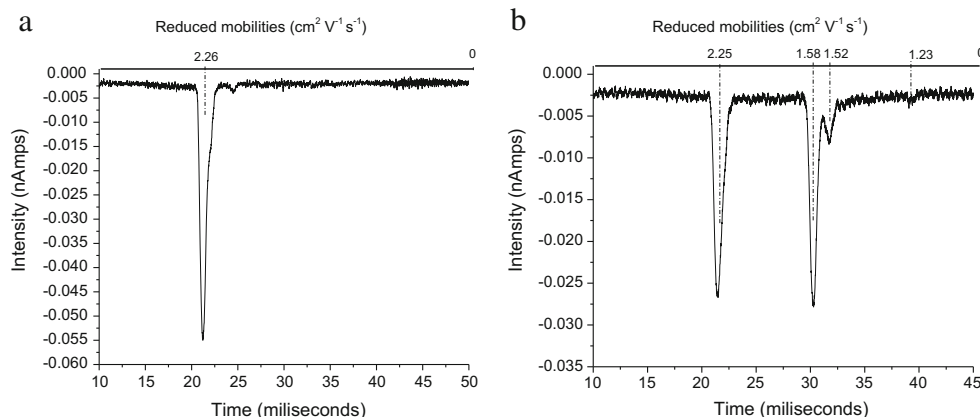 a
Reduced mobilities (cm² V⁻¹ s⁻¹)
2.26 0
0.000
-0.005
-0.010
-0.015
-0.020
-0.025
-0.030
-0.035
-0.040
-0.045
-0.050
-0.055
-0.060
Intensity (nAmps)
10 15 20 25 30 35 40 45 50
Time (miliseconds)
b
Reduced mobilities (cm² V⁻¹ s⁻¹)
2.25 1.58 1.52 1.23 0
0.000
-0.005
-0.010
-0.015
-0.020
-0.025
-0.030
-0.035
Intensity (nAmps)
10 15 20 25 30 35 40 45
Time (miliseconds)